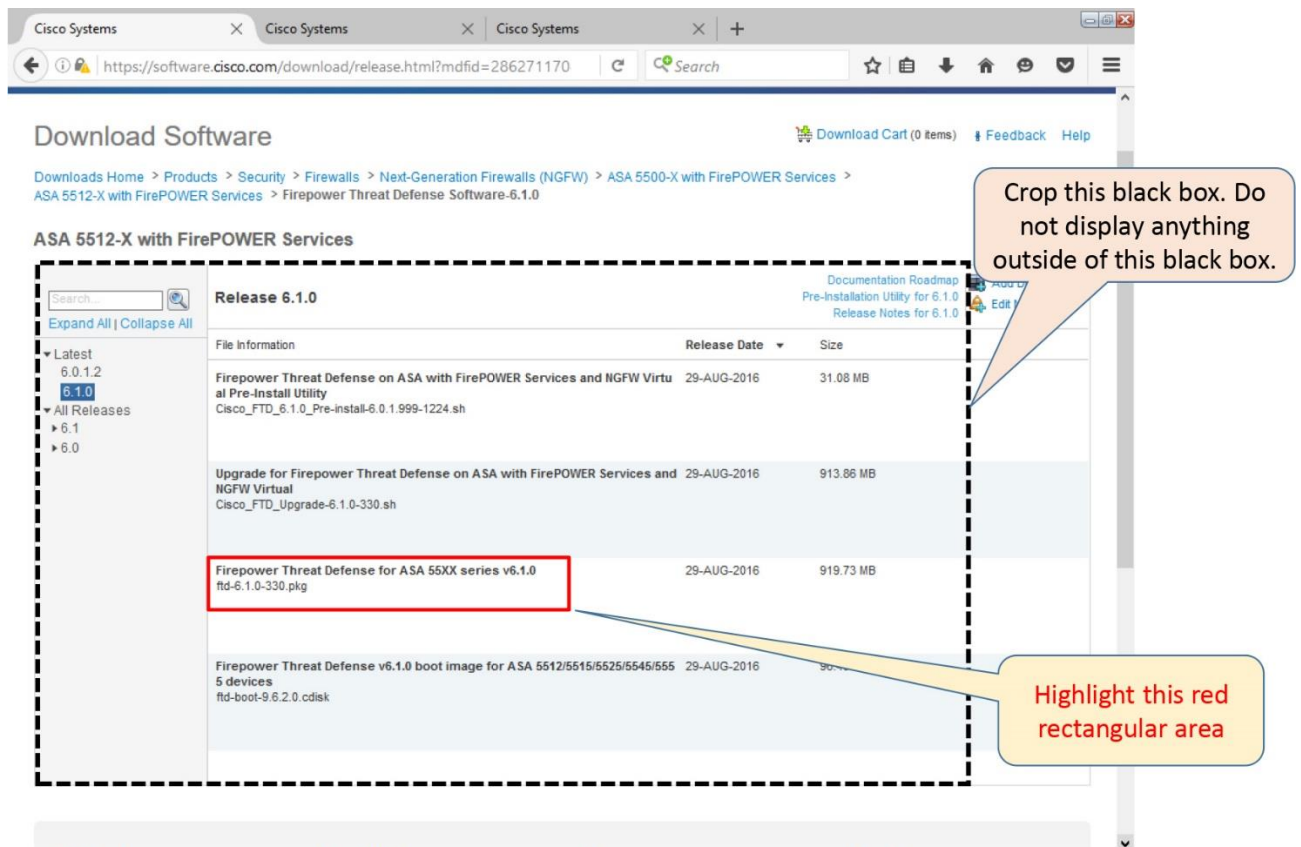 Cisco Systems
Cisco Systems
Cisco Systems
https://software.cisco.com/download/release.html?mdfid=286271170
Search
Download Software
Download Cart (0 items)
Feedback
Help
Downloads Home > Products > Security > Firewalls > Next-Generation Firewalls (NGFW) > ASA 5500-X with FirePOWER Services >
ASA 5512-X with FirePOWER Services > Firepower Threat Defense Software-6.1.0
Crop this black box. Do
not display anything
outside of this black box.
ASA 5512-X with FirePOWER Services
Search...
Expand All | Collapse All
Latest
6.0.1.2
6.1.0
All Releases
6.1
6.0
Release 6.1.0
Documentation Roadmap
Pre-Installation Utility for 6.1.0
Release Notes for 6.1.0
Add
Edit
File Information
Release Date
Size
Firepower Threat Defense on ASA with FirePOWER Services and NGFW Virtu
al Pre-Install Utility
Cisco_FTD_6.1.0_Pre-install-6.0.1.999-1224.sh
29-AUG-2016
31.08 MB
Upgrade for Firepower Threat Defense on ASA with FirePOWER Services and
NGFW Virtual
Cisco_FTD_Upgrade-6.1.0-330.sh
29-AUG-2016
913.86 MB
Firepower Threat Defense for ASA 55XX series v6.1.0
ftd-6.1.0-330.pkg
29-AUG-2016
919.73 MB
Firepower Threat Defense v6.1.0 boot image for ASA 5512/5515/5525/5545/555
5 devices
ftd-boot-9.6.2.0.cdisk
29-AUG-2016
Highlight this red
rectangular area